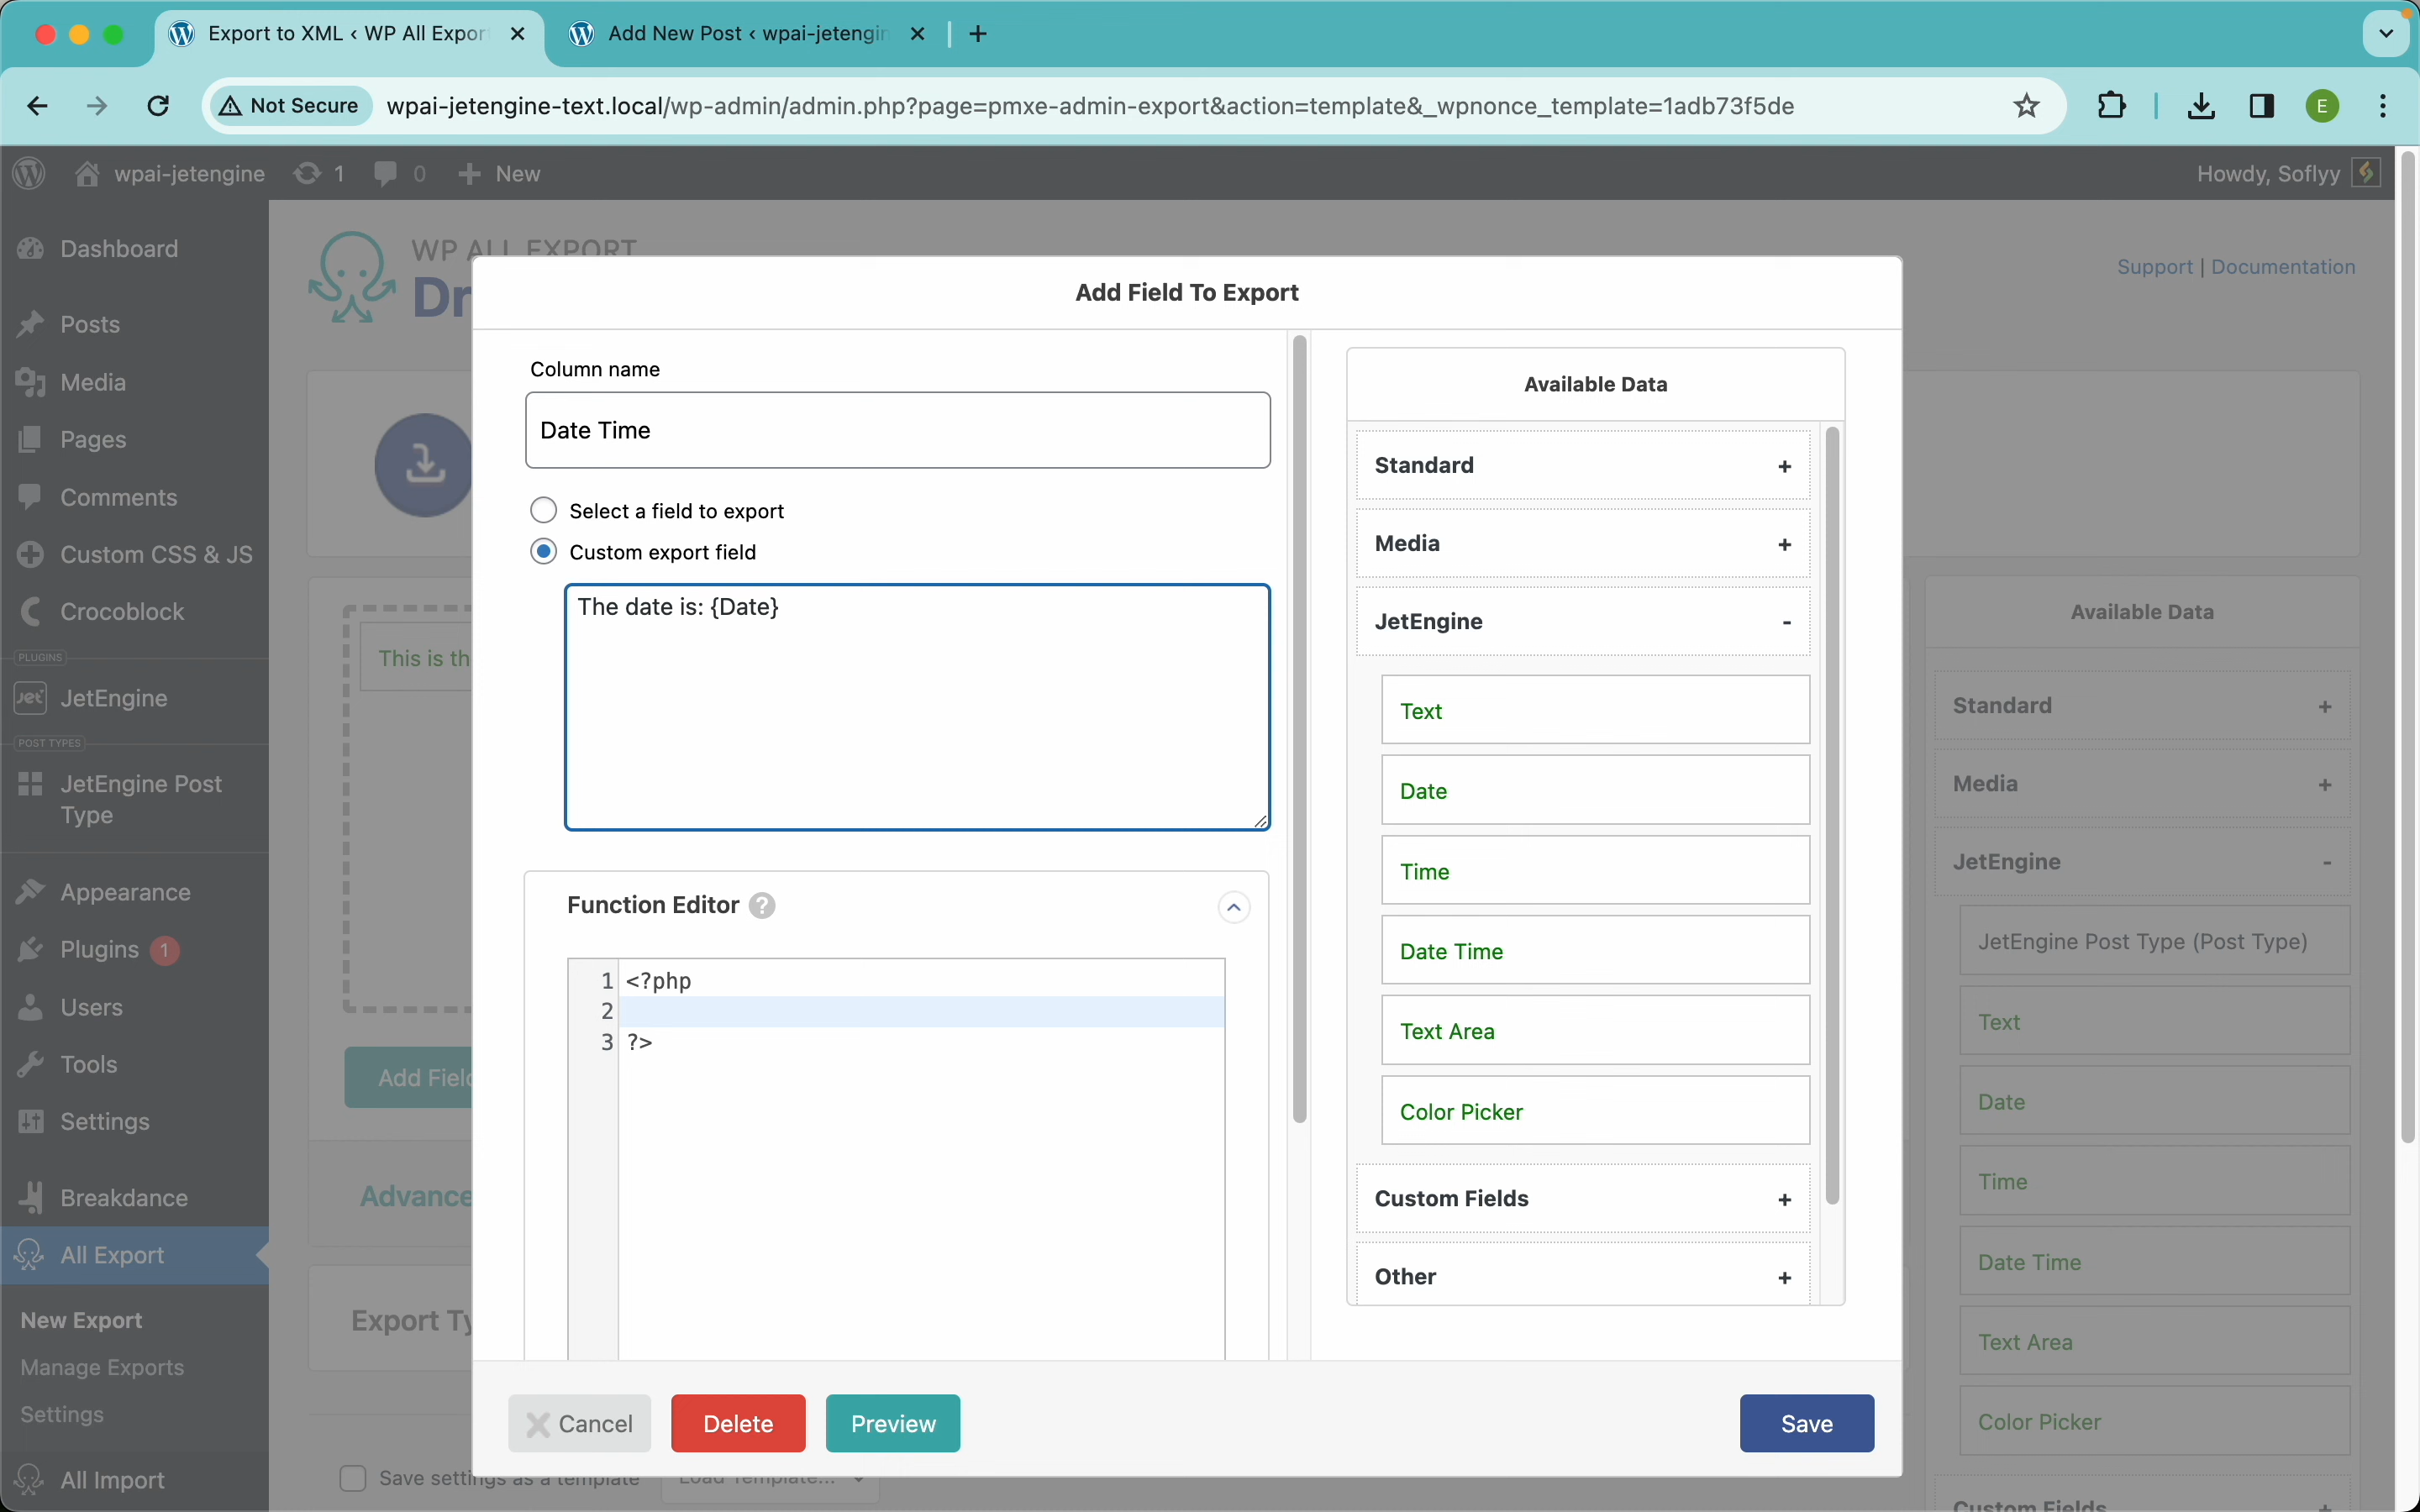 Export to XML ‹ WP All Expor
Add New Post ‹ wpai-jetengin
Not Secure
wpai-jetengine-text.local/wp-admin/admin.php?page=pmxe-admin-export&action=template&_wpnonce_template=1adb73f5de
E
wpai-jetengine
1
0
New
Howdy, Soflyy
Dashboard
Posts
Media
Pages
Comments
Custom CSS & JS
Crocoblock
PLUGINS
Jet
JetEngine
POST TYPES
JetEngine Post
Type
Appearance
Plugins 1
Users
Tools
Settings
Breakdance
All Export
New Export
Manage Exports
Settings
All Import
WP ALL EXPORT
Dr
Support | Documentation
This is th
Add Field
Advance
Export Ty
Save settings as a template
Load Template...
Add Field To Export
Column name
Date Time
Select a field to export
Custom export field
The date is: {Date}
Function Editor ?
1 <?php
2
3 ?>
Cancel
Delete
Preview
Save
Available Data
Standard +
Media +
JetEngine -
Text
Date
Time
Date Time
Text Area
Color Picker
Custom Fields +
Other +
Available Data
Standard +
Media +
JetEngine -
JetEngine Post Type (Post Type)
Text
Date
Time
Date Time
Text Area
Color Picker
Custom Fields +